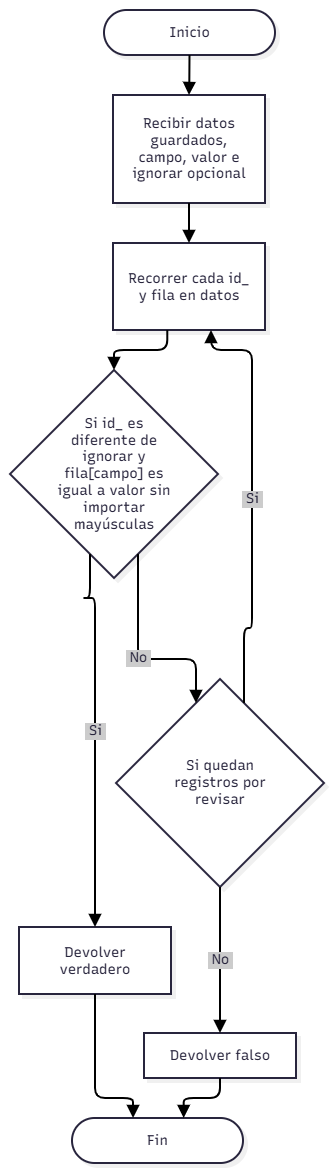 Inicio
Recibir datos
guardados,
campo, valor e
ignorar opcional
Recorrer cada id_
y fila en datos
Si id_ es
diferente de
ignorar y
fila[campo] es
igual a valor sin
importar
mayúsculas
Si
No
Si quedan
registros por
revisar
Si
Devolver
verdadero
No
Devolver falso
Fin